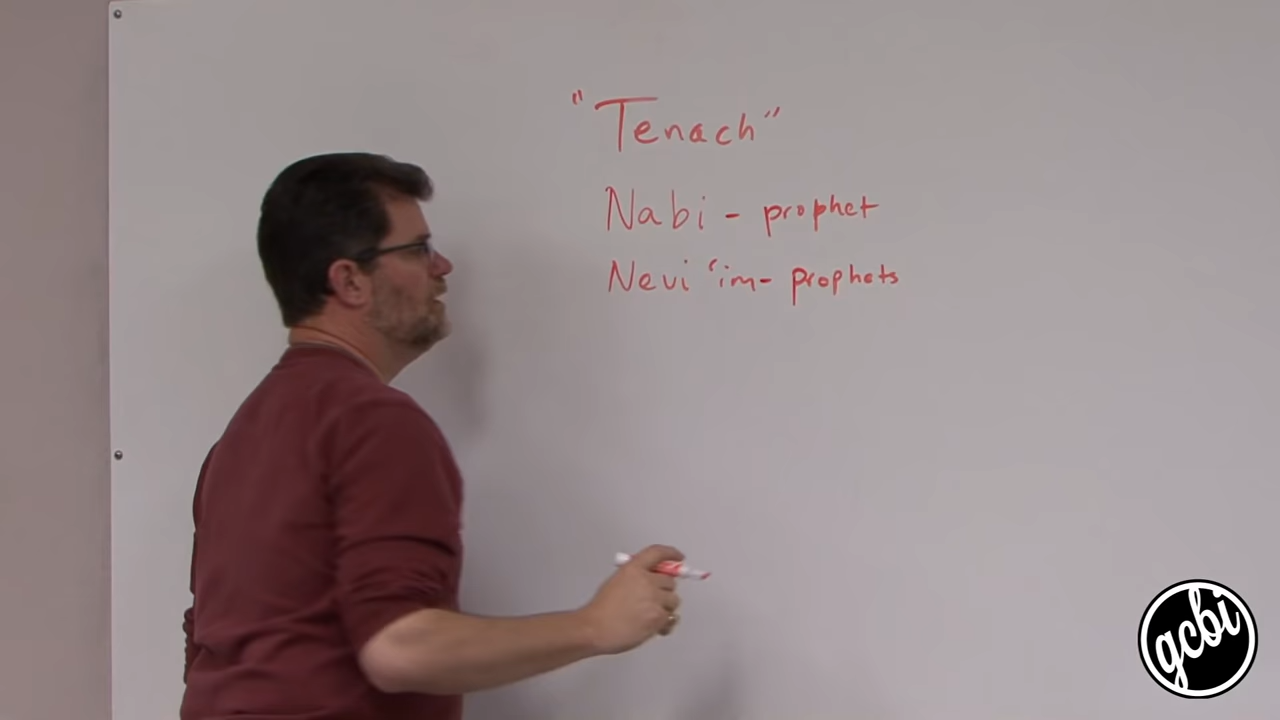 "Tenach"
Nabi - prophet
Nevi 'im- prophets
gcbi